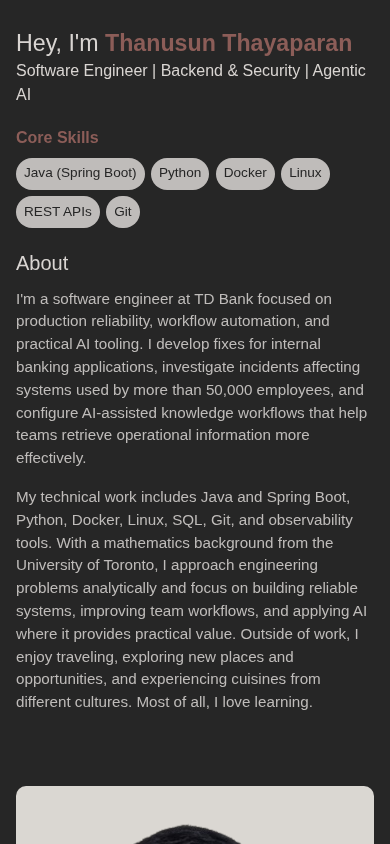 Hey, I'm Thanusun Thayaparan
Software Engineer | Backend & Security | Agentic
AI
Core Skills
Java (Spring Boot) Python Docker Linux
REST APIs Git
About
I'm a software engineer at TD Bank focused on
production reliability, workflow automation, and
practical AI tooling. I develop fixes for internal
banking applications, investigate incidents affecting
systems used by more than 50,000 employees, and
configure AI-assisted knowledge workflows that help
teams retrieve operational information more
effectively.
My technical work includes Java and Spring Boot,
Python, Docker, Linux, SQL, Git, and observability
tools. With a mathematics background from the
University of Toronto, I approach engineering
problems analytically and focus on building reliable
systems, improving team workflows, and applying AI
where it provides practical value. Outside of work, I
enjoy traveling, exploring new places and
opportunities, and experiencing cuisines from
different cultures. Most of all, I love learning.